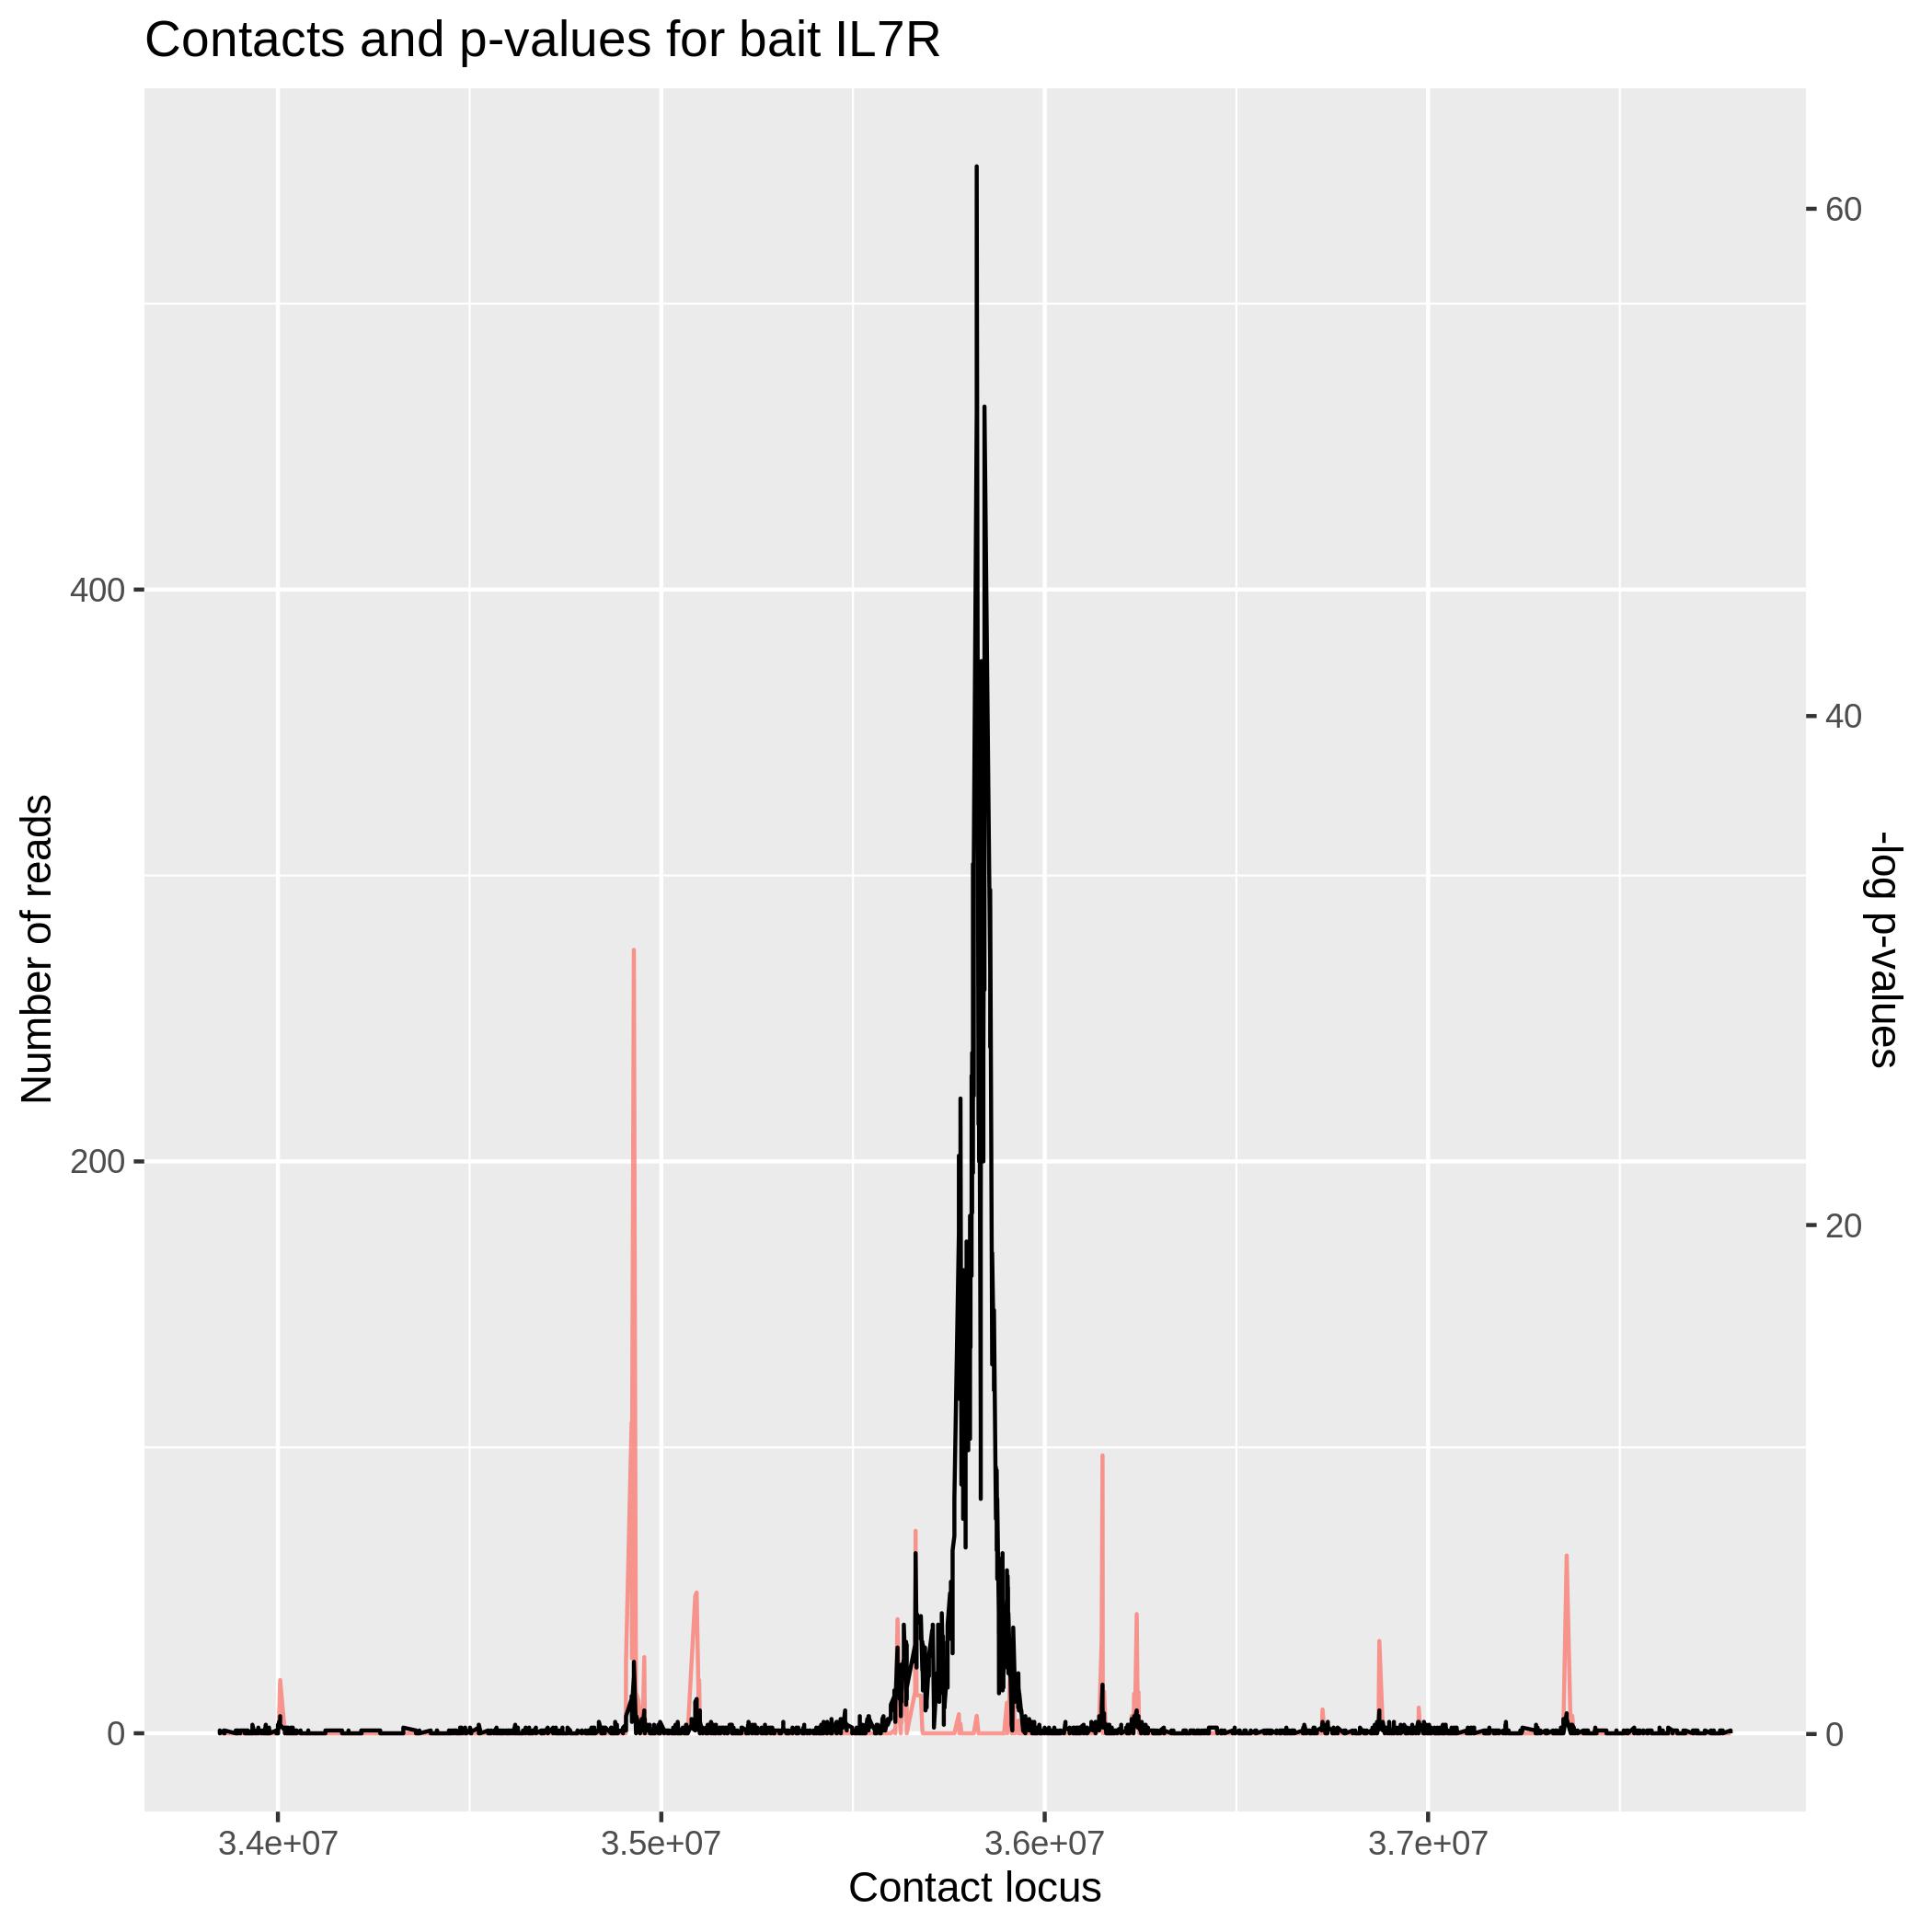 Contacts and p-values for bait IL7R
Number of reads
400
200
0
60
40
20
0
-log p-values
3.4e+07
3.5e+07
3.6e+07
3.7e+07
Contact locus